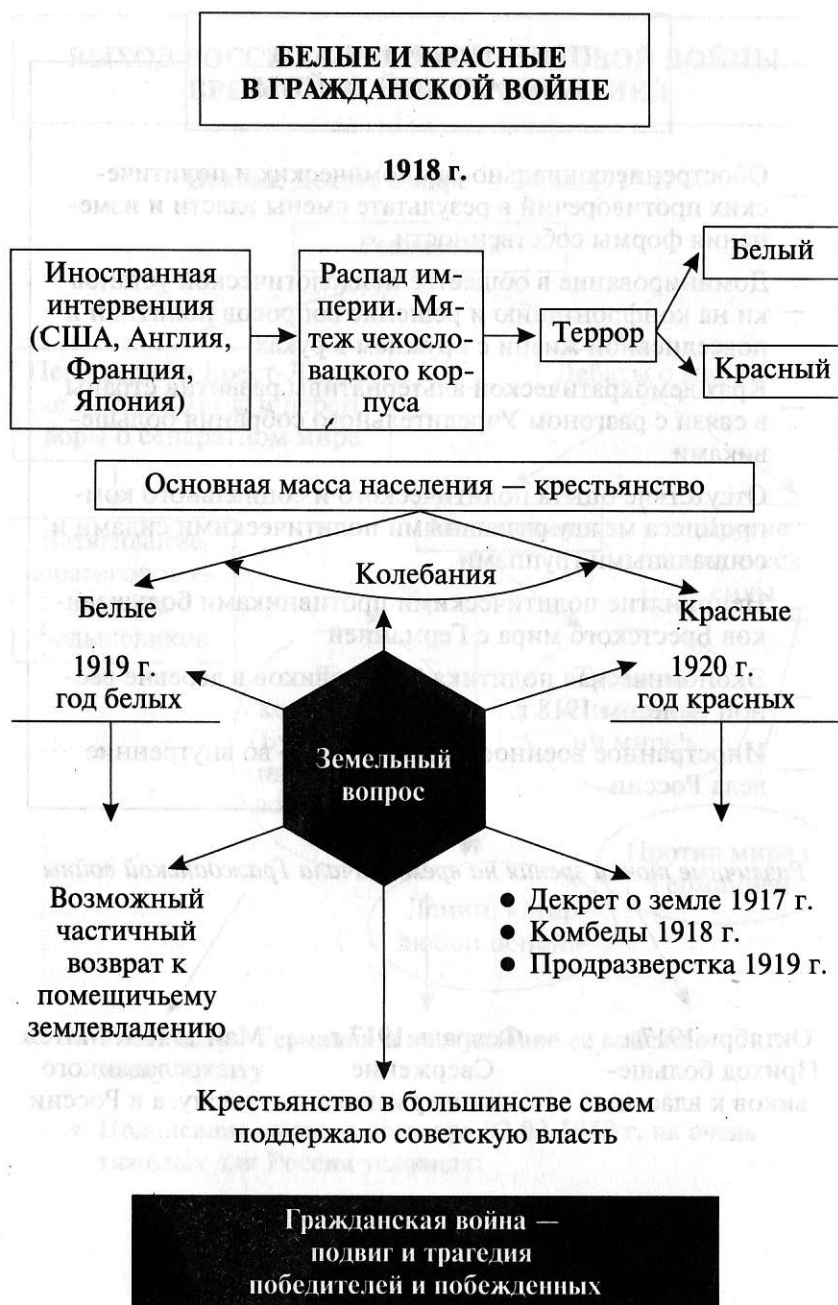 БЕЛЫЕ И КРАСНЫЕ
В ГРАЖДАНСКОЙ ВОЙНЕ
1918 г.
Иностранная
интервенция
(США, Англия,
Франция,
Япония)
Распад им-
перии. Мя-
теж чехосло-
вацкого кор-
пуса
Террор
Белый
Красный
Основная масса населения — крестьянство
Колебания
Белые
1919 г.
год белых
Красные
1920 г.
год красных
Земельный
вопрос
Возможный
частичный
возврат к
помещичьему
землевладению
● Декрет о земле 1917 г.
● Комбеды 1918 г.
● Продразверстка 1919 г.
Крестьянство в большинстве своем
поддержало советскую власть
Гражданская война —
подвиг и трагедия
победителей и побежденных